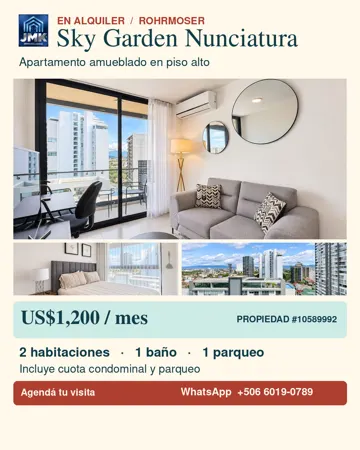 JMK
EN ALQUILER / ROHRMOSER
Sky Garden Nunciatura
Apartamento amueblado en piso alto
US$1,200 / mes
PROPIEDAD #10589992
2 habitaciones · 1 baño · 1 parqueo
Incluye cuota condominal y parqueo
Agendá tu visita
WhatsApp +506 6019-0789